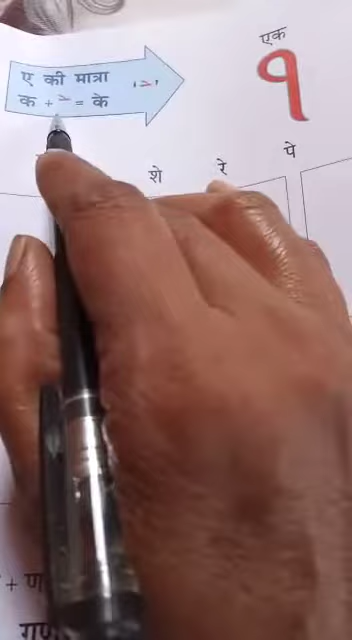 एक
१
ए की मात्रा ' े '
क + े = के
शे रे पे
+ ण